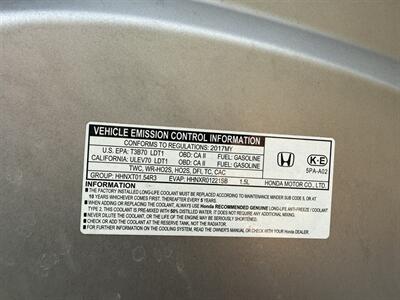 VEHICLE EMISSION CONTROL INFORMATION
CONFORMS TO REGULATIONS: 2017MY
U.S. EPA: T3B70 LDT1 OBD: CA II FUEL: GASOLINE
CALIFORNIA: ULEV70 LDT1 OBD: CA II FUEL: GASOLINE
TWC, WR-HO2S, HO2S, DFI, TC, CAC
GROUP: HHNXT01.54R3 EVAP: HHNXR01221SB 1.5L
K-E
5PA-A02
HONDA MOTOR CO., LTD.
INFORMATION
■ THE FACTORY INSTALLED LONG-LIFE COOLANT MUST BE REPLACED ACCORDING TO MAINTENANCE MINDER SUB CODE 5, OR AT
10 YEARS WHICHEVER COMES FIRST. THEREAFTER EVERY 5 YEARS.
■ WHEN ADDING OR REPLACING THE COOLANT, ALWAYS USE Honda RECOMMENDED GENUINE LONG-LIFE ANTI-FREEZE / COOLANT
TYPE 2. THIS COOLANT IS PRE-MIXED WITH 50% DISTILLED WATER. IT DOES NOT REQUIRE ANY ADDITIONAL MIXING.
■ NEVER DILUTE THE COOLANT, OR THE LIFE OF THE ENGINE MAY BE SERIOUSLY SHORTENED.
■ CHECK AND ADD THE COOLANT AT THE RESERVE TANK, NOT THE RADIATOR.
■ FOR FURTHER INFORMATION, PLEASE SEE THE OWNER'S MANUAL OR CHECK WITH YOUR Honda DEALER.